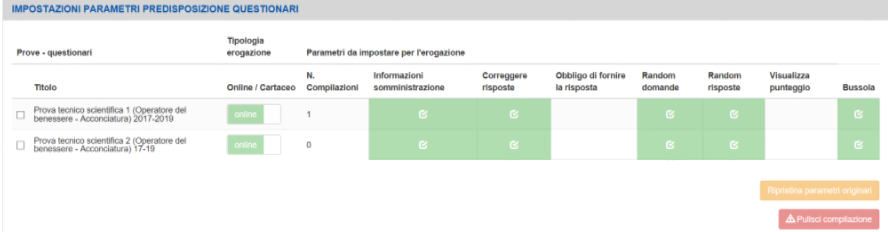 IMPOSTAZIONI PARAMETRI PREDISPOSIZIONE QUESTIONARI
Prove - questionari
Tipologia
erogazione
Parametri da impostare per l'erogazione
Titolo
Online / Cartaceo
N.
Compilazioni
Informazioni
somministrazione
Correggere
risposte
Obbligo di fornire
la risposta
Random
domande
Random
risposte
Visualizza
punteggio
Bussola
Prova tecnico scientifica 1 (Operatore del
benessere - Acconciatura) 2017-2019
online
1
Prova tecnico scientifica 2 (Operatore del
benessere - Acconciatura) 17-19
online
0
Ripristina parametri originari
Pulisci compilazione